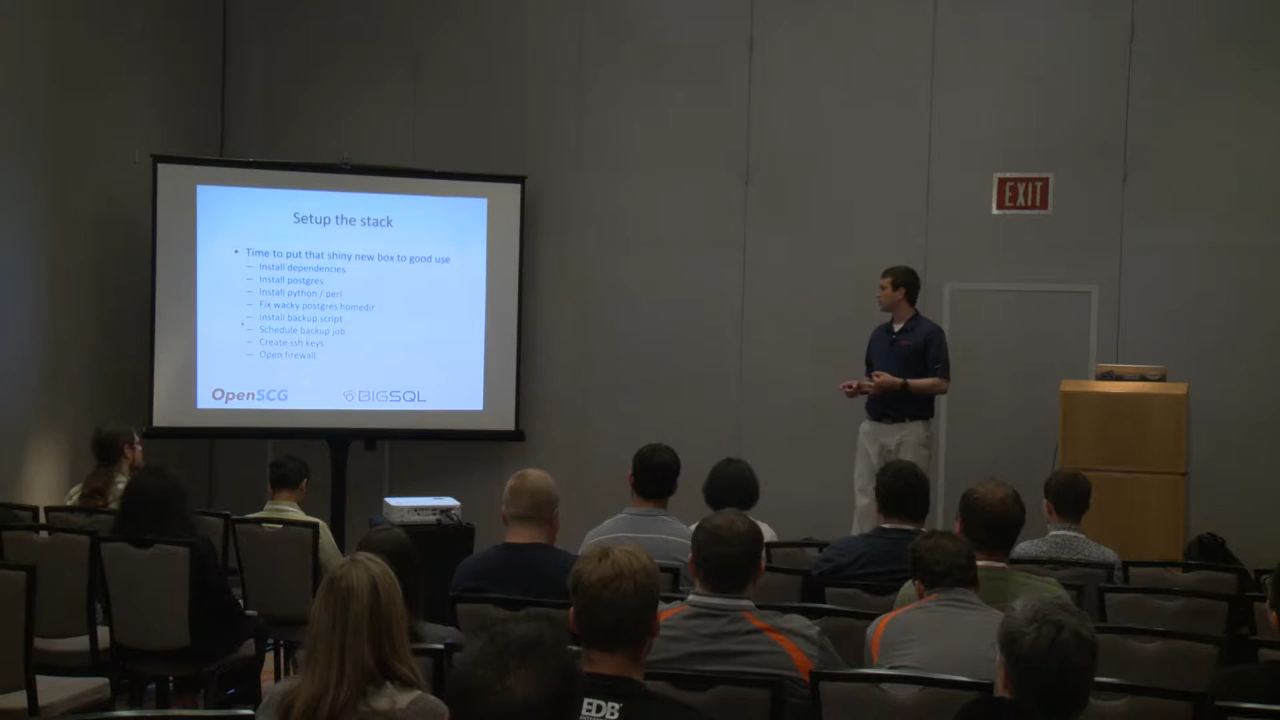 Setup the stack
• Time to put that shiny new box to good use
– Install dependencies
– Install postgres
– Install python / perl
– Fix wacky postgres homedir
– Install backup script
– Schedule backup job
– Create ssh keys
– Open firewall
OpenSCG
BIGSQL
EXIT
EDB